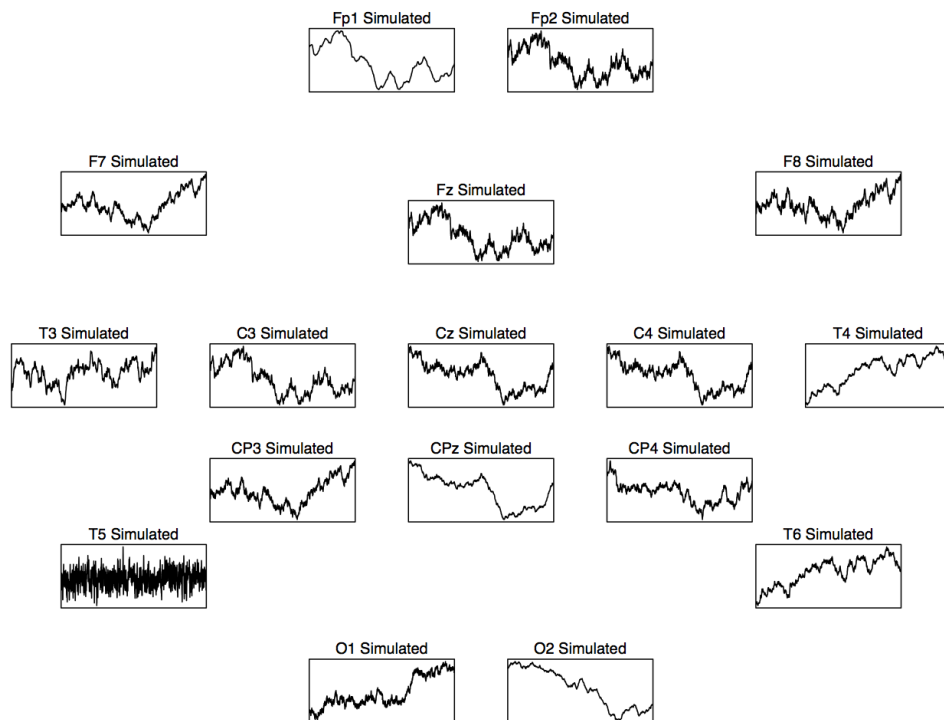 Fp1 Simulated
Fp2 Simulated
F7 Simulated
F8 Simulated
Fz Simulated
T3 Simulated
C3 Simulated
Cz Simulated
C4 Simulated
T4 Simulated
CP3 Simulated
CPz Simulated
CP4 Simulated
T5 Simulated
T6 Simulated
O1 Simulated
O2 Simulated